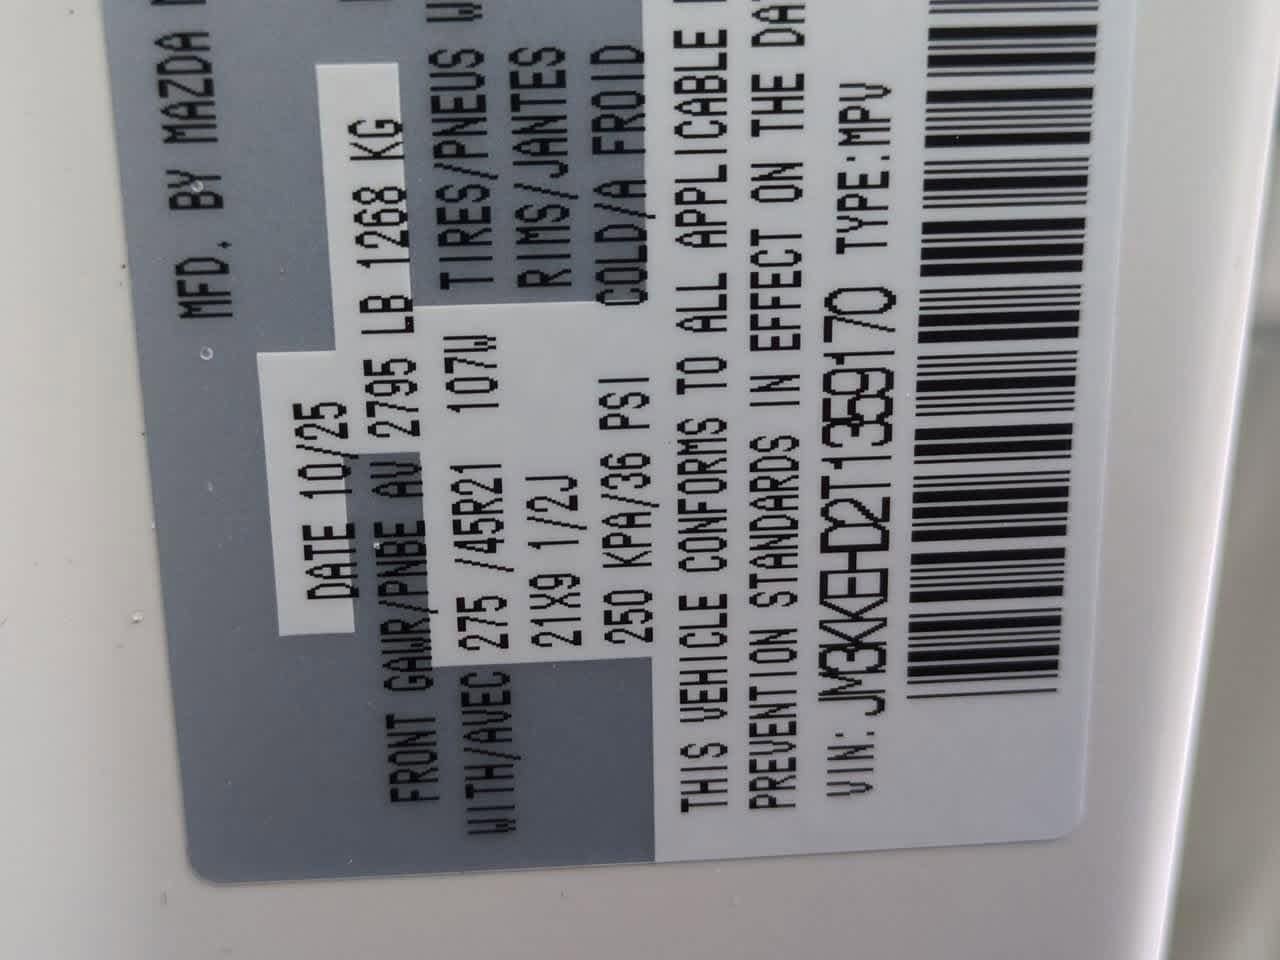 MFD. BY MAZDA
DATE 10/25
FRONT GAWR/PNBE AV 2795 LB 1268 KG
WITH/AVEC 275 /45R21 107W TIRES/PNEUS
21X9 1/2J RIMS/JANTES
250 KPA/36 PSI COLD/A FROID
THIS VEHICLE CONFORMS TO ALL APPLICABLE
PREVENTION STANDARDS IN EFFECT ON THE
VIN: JM3KKEHD2T1359170 TYPE:MPV